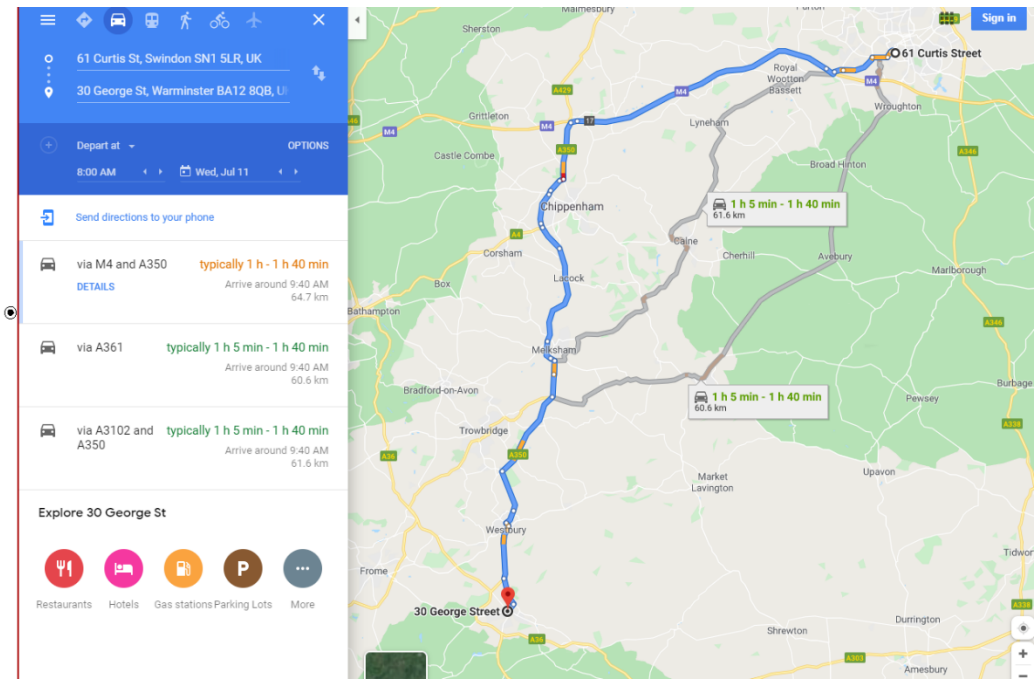 Sign in
61 Curtis St, Swindon SN1 5LR, UK
30 George St, Warminster BA12 8QB, U
Depart at
OPTIONS
8:00 AM
Wed, Jul 11
Send directions to your phone
via M4 and A350
typically 1 h - 1 h 40 min
DETAILS
Arrive around 9:40 AM
64.7 km
via A361
typically 1 h 5 min - 1 h 40 min
Arrive around 9:40 AM
60.6 km
via A3102 and
A350
typically 1 h 5 min - 1 h 40 min
Arrive around 9:40 AM
61.6 km
Explore 30 George St
Restaurants
Hotels
Gas stations
P
Parking Lots
More
Malmesbury
Sherston
61 Curtis Street
Royal
Wootton
Bassett
M4
M4
A429
Wroughton
Grittleton
17
Lyneham
A46
M4
M4
A350
A346
Castle Combe
Broad Hinton
Chippenham
1 h 5 min - 1 h 40 min
61.6 km
A4
Calne
Corsham
Cherhill
Avebury
Marlborough
Lacock
Box
Bathampton
A346
Melksham
Bradford-on-Avon
1 h 5 min - 1 h 40 min
60.6 km
Burbage
Pewsey
A338
Trowbridge
A36
A350
Market
Lavington
Upavon
Westbury
Tidwor
Frome
30 George Street
A338
Durrington
Shrewton
A36
A303
Amesbury